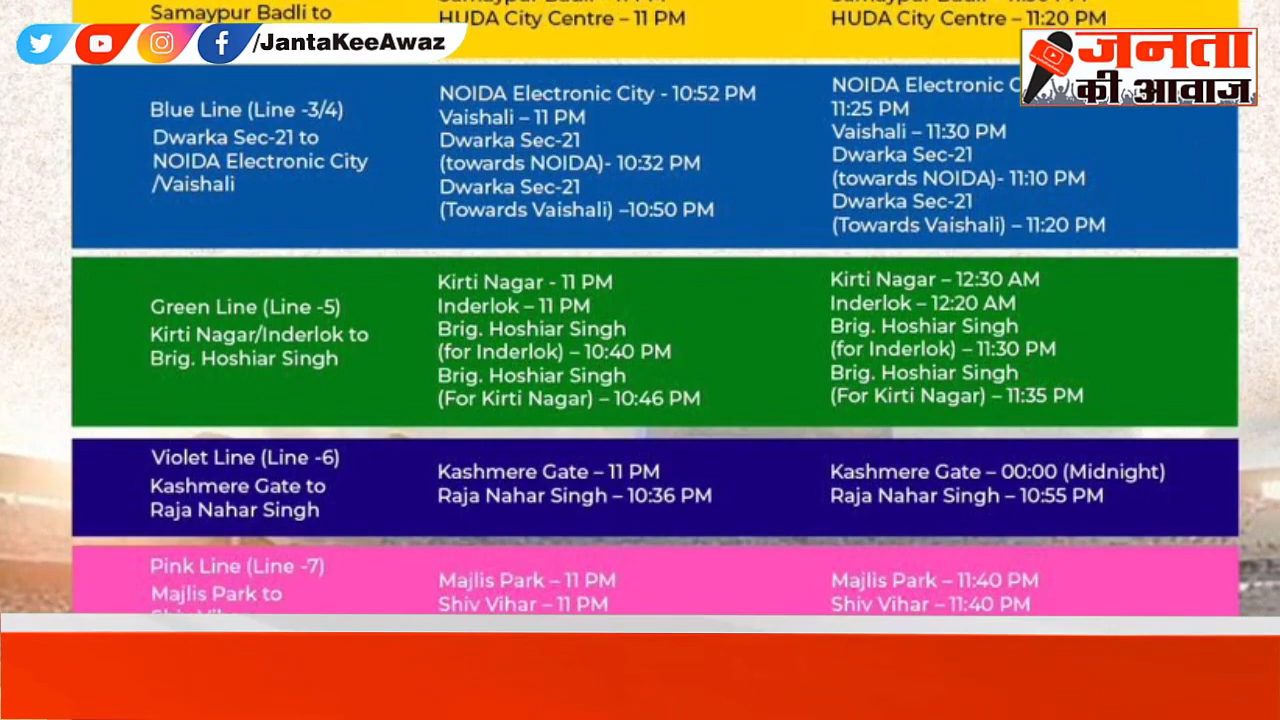 Samaypur Badli to
HUDA City Centre – 11 PM
HUDA City Centre – 11:20 PM
/JantaKeeAwaz
जनता
की आवाज
Blue Line (Line -3/4)
Dwarka Sec-21 to
NOIDA Electronic City
/Vaishali
NOIDA Electronic City - 10:52 PM
Vaishali – 11 PM
Dwarka Sec-21
(towards NOIDA)- 10:32 PM
Dwarka Sec-21
(Towards Vaishali) –10:50 PM
NOIDA Electronic
11:25 PM
Vaishali – 11:30 PM
Dwarka Sec-21
(towards NOIDA)- 11:10 PM
Dwarka Sec-21
(Towards Vaishali) – 11:20 PM
Green Line (Line -5)
Kirti Nagar/Inderlok to
Brig. Hoshiar Singh
Kirti Nagar - 11 PM
Inderlok – 11 PM
Brig. Hoshiar Singh
(for Inderlok) – 10:40 PM
Brig. Hoshiar Singh
(For Kirti Nagar) – 10:46 PM
Kirti Nagar – 12:30 AM
Inderlok – 12:20 AM
Brig. Hoshiar Singh
(for Inderlok) – 11:30 PM
Brig. Hoshiar Singh
(For Kirti Nagar) – 11:35 PM
Violet Line (Line -6)
Kashmere Gate to
Raja Nahar Singh
Kashmere Gate – 11 PM
Raja Nahar Singh – 10:36 PM
Kashmere Gate – 00:00 (Midnight)
Raja Nahar Singh – 10:55 PM
Pink Line (Line -7)
Majlis Park to
Majlis Park – 11 PM
Shiv Vihar – 11 PM
Majlis Park – 11:40 PM
Shiv Vihar – 11:40 PM